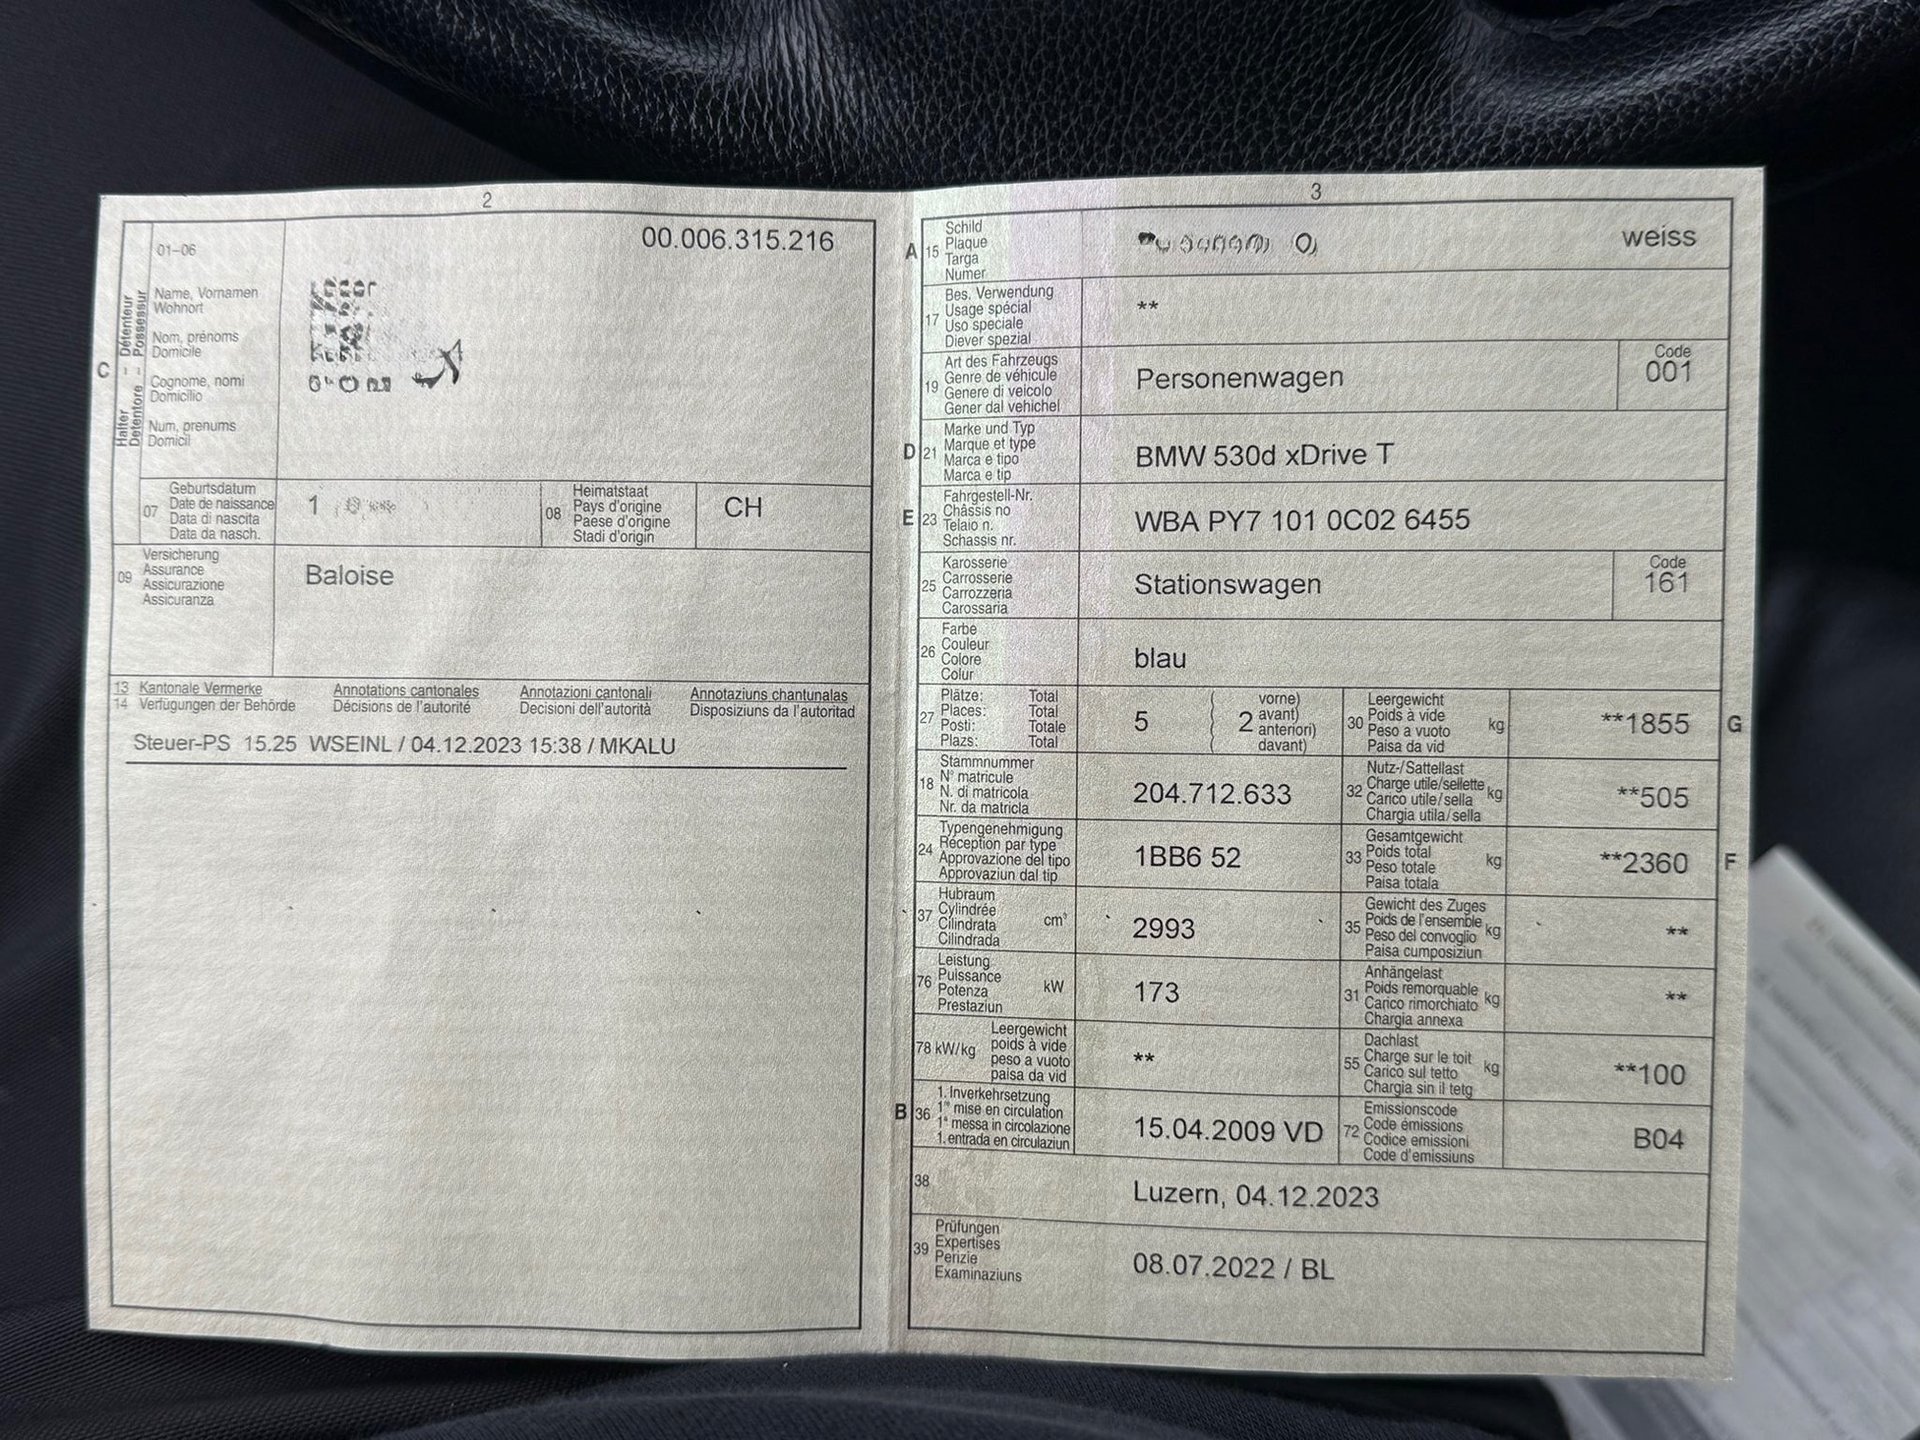 2
01–06
00.006.315.216
C
Halter – Détenteur
Detentore – Possessur
Name, Vornamen
Wohnort
Nom, prénoms
Domicile
Cognome, nomi
Domicilio
Num, prenums
Domicil
07
Geburtsdatum
Date de naissance
Data di nascita
Data da nasch.
1
08
Heimatstaat
Pays d'origine
Paese d'origine
Stadi d'origin
CH
09
Versicherung
Assurance
Assicurazione
Assicuranza
Baloise
13 Kantonale Vermerke Annotations cantonales Annotazioni cantonali Annotaziuns chantunalas
14 Verfügungen der Behörde Décisions de l'autorité Decisioni dell'autorità Disposiziuns da l'autoritad
Steuer-PS 15.25 WSEINL / 04.12.2023 15:38 / MKALU
3
A
15
Schild
Plaque
Targa
Numer
weiss
17
Bes. Verwendung
Usage spécial
Uso speciale
Diever spezial
**
19
Art des Fahrzeugs
Genre de véhicule
Genere di veicolo
Gener dal vehichel
Personenwagen
Code
001
D
21
Marke und Typ
Marque et type
Marca e tipo
Marca e tip
BMW 530d xDrive T
E
23
Fahrgestell-Nr.
Châssis no
Telaio n.
Schassis nr.
WBA PY7 101 0C02 6455
25
Karosserie
Carrosserie
Carrozzeria
Carossaria
Stationswagen
Code
161
26
Farbe
Couleur
Colore
Colur
blau
27
Plätze: Total
Places: Total
Posti: Totale
Plazs: Total
5
2
( vorne)
( avant)
( anteriori)
( davant)
30
Leergewicht
Poids à vide
Peso a vuoto
Paisa da vid
kg
**1855
G
18
Stammnummer
N° matricule
N. di matricola
Nr. da matricla
204.712.633
32
Nutz-/Sattellast
Charge utile/sellette
Carico utile/sella
Chargia utila/sella
kg
**505
24
Typengenehmigung
Réception par type
Approvazione del tipo
Approvaziun dal tip
1BB6 52
33
Gesamtgewicht
Poids total
Peso totale
Paisa totala
kg
**2360
F
37
Hubraum
Cylindrée
Cilindrata
Cilindrada
cm³
2993
35
Gewicht des Zuges
Poids de l'ensemble
Peso del convoglio
Paisa cumposiziun
kg
**
76
Leistung
Puissance
Potenza
Prestaziun
kW
173
31
Anhängelast
Poids remorquable
Carico rimorchiato
Chargia annexa
kg
**
78 kW/kg
Leergewicht
poids à vide
peso a vuoto
paisa da vid
**
55
Dachlast
Charge sur le toit
Carico sul tetto
Chargia sin il tetg
kg
**100
B
36
1. Inverkehrsetzung
1re mise en circulation
1a messa in circolazione
1. entrada en circulaziun
15.04.2009 VD
72
Emissionscode
Code émissions
Codice emissioni
Code d'emissiuns
B04
38
Luzern, 04.12.2023
39
Prüfungen
Expertises
Perizie
Examinaziuns
08.07.2022 / BL